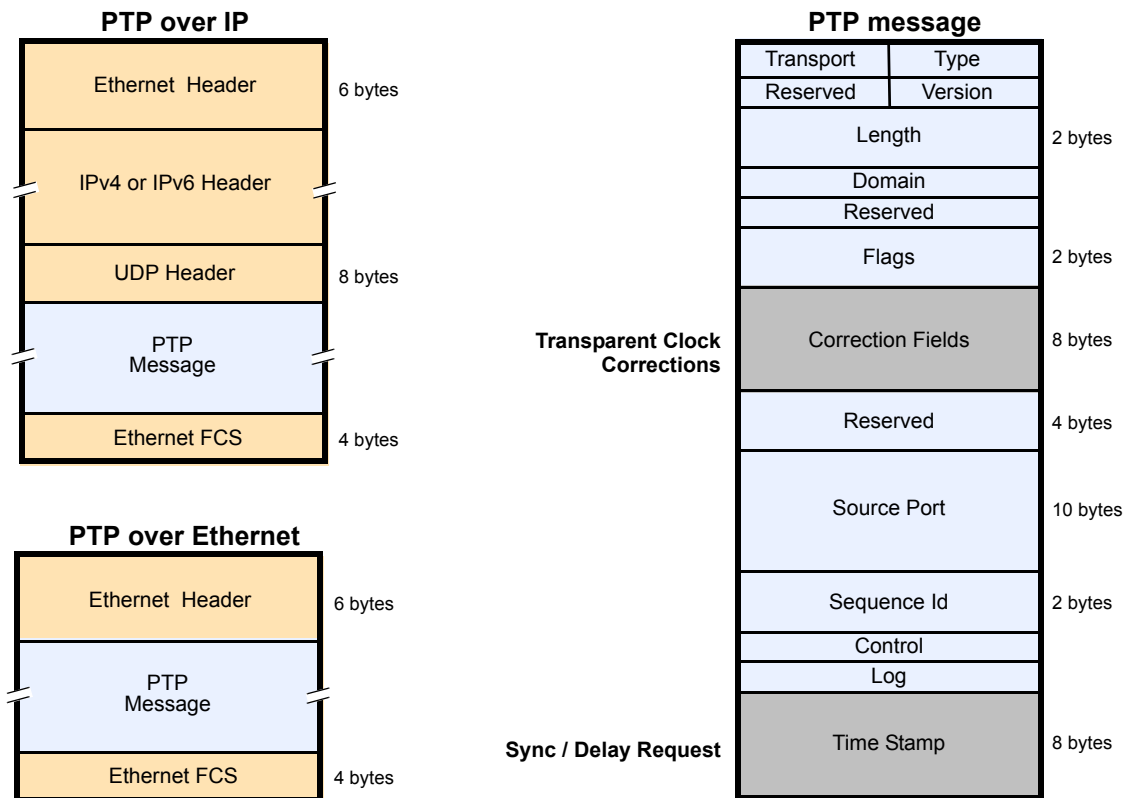 PTP over IP
Ethernet Header
6 bytes
IPv4 or IPv6 Header
UDP Header
8 bytes
PTP
Message
Ethernet FCS
4 bytes
PTP over Ethernet
Ethernet Header
6 bytes
PTP
Message
Ethernet FCS
4 bytes
PTP message
Transport
Type
Reserved
Version
Length
2 bytes
Domain
Reserved
Flags
2 bytes
Transparent Clock
Corrections
Correction Fields
8 bytes
Reserved
4 bytes
Source Port
10 bytes
Sequence Id
2 bytes
Control
Log
Sync / Delay Request
Time Stamp
8 bytes